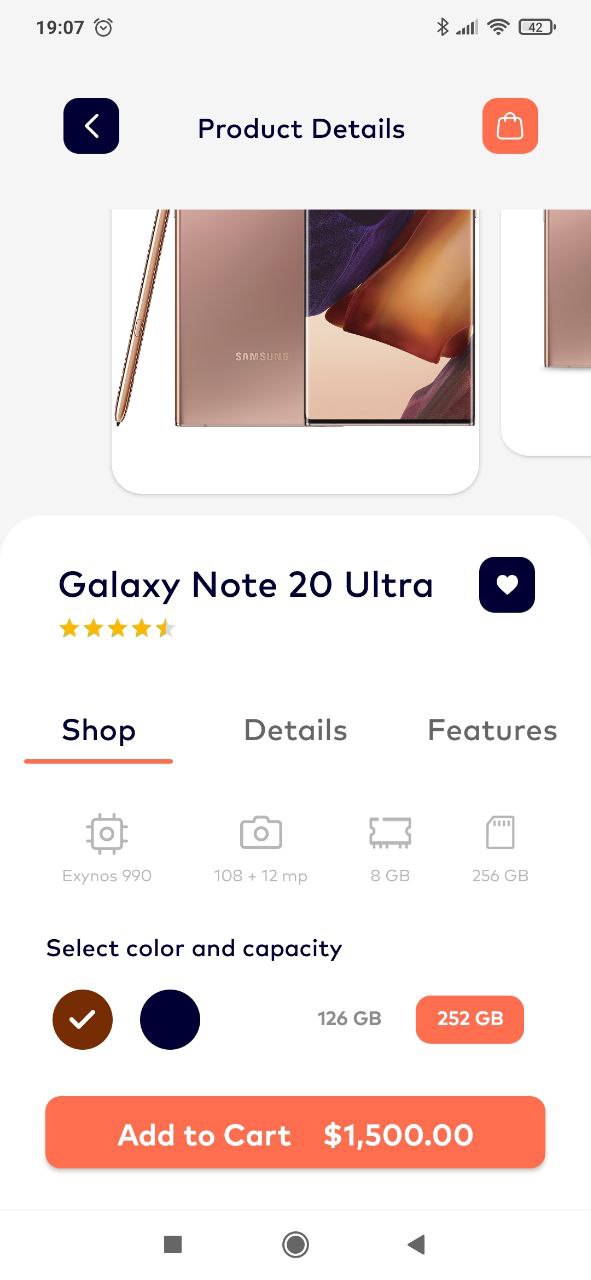 19:07
42
Product Details
SAMSUNG
Galaxy Note 20 Ultra
Shop Details Features
Exynos 990 108 + 12 mp 8 GB 256 GB
Select color and capacity
126 GB 252 GB
Add to Cart $1,500.00